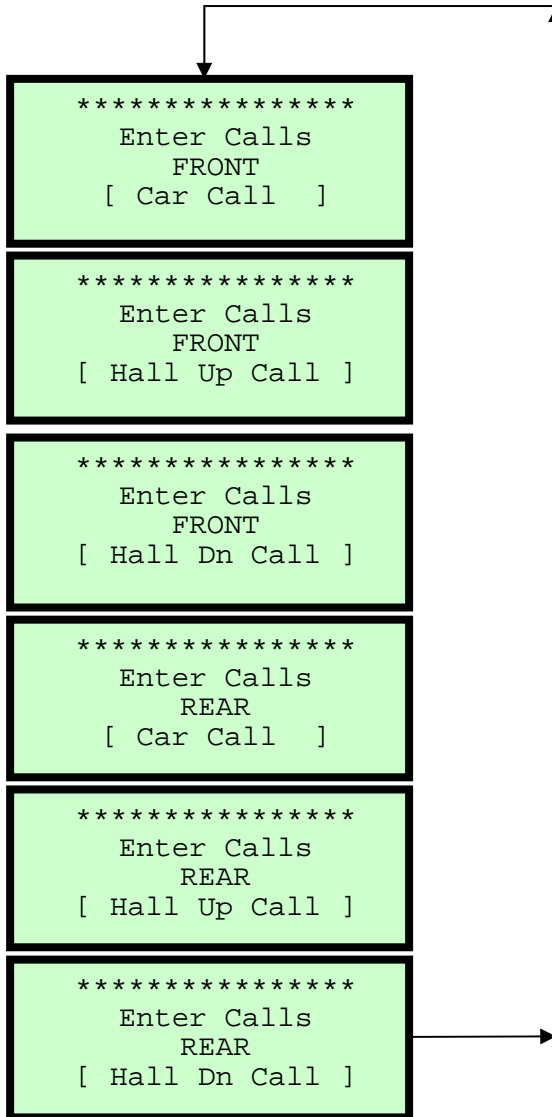 ****************
Enter Calls
FRONT
[ Car Call  ]
****************
Enter Calls
FRONT
[ Hall Up Call ]
****************
Enter Calls
FRONT
[ Hall Dn Call ]
****************
Enter Calls
REAR
[ Car Call  ]
****************
Enter Calls
REAR
[ Hall Up Call ]
****************
Enter Calls
REAR
[ Hall Dn Call ]